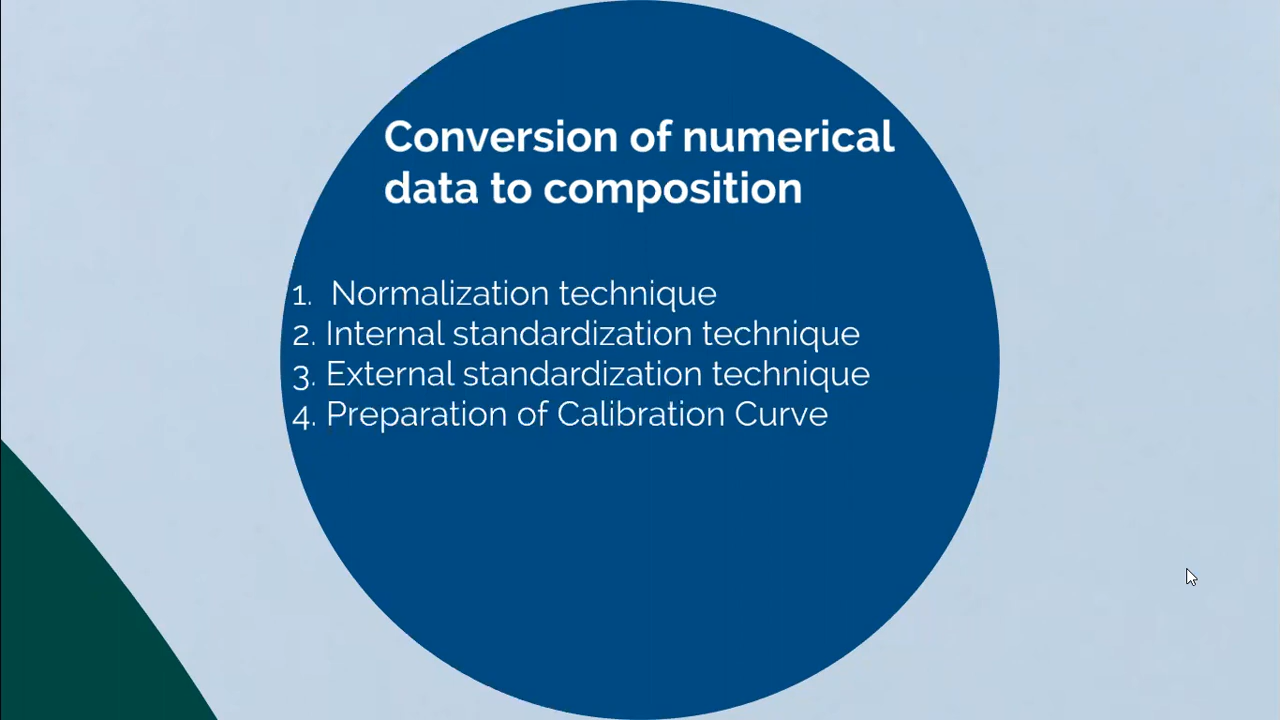 Conversion of numerical
data to composition
1. Normalization technique
2. Internal standardization technique
3. External standardization technique
4. Preparation of Calibration Curve